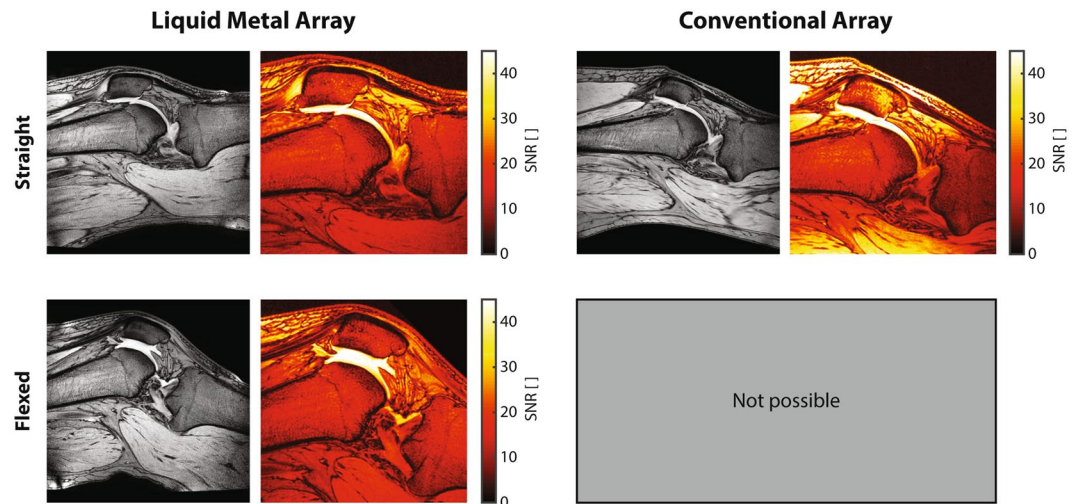 Liquid Metal Array
Conventional Array
Straight
40
30
20
10
0
SNR [ ]
40
30
20
10
0
SNR [ ]
Flexed
40
30
20
10
0
SNR [ ]
Not possible